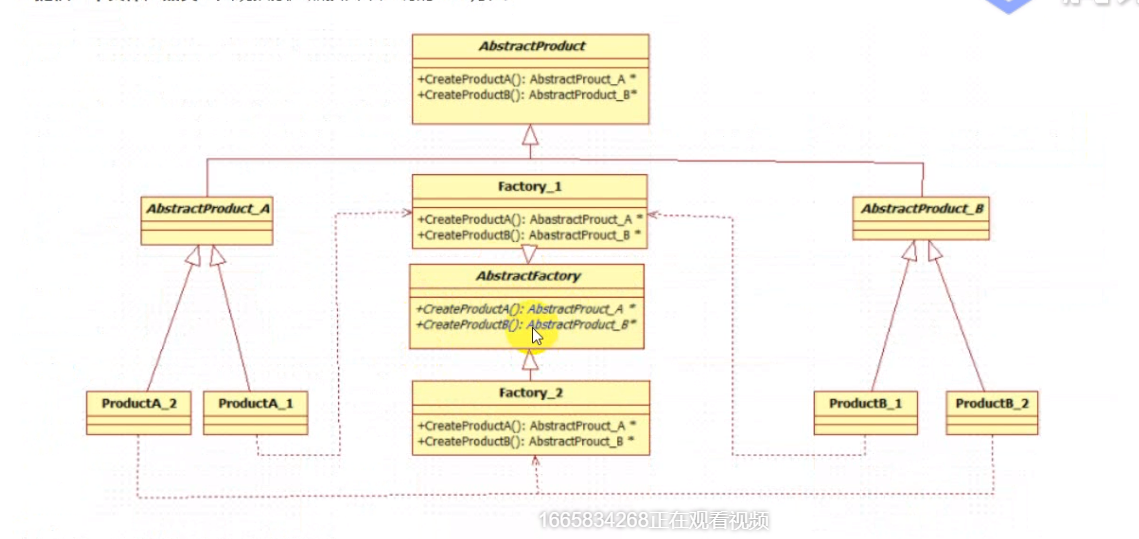 AbstractProduct
+CreateProductA(): AbstractProuct_A *
+CreateProductB(): AbstractProduct_B*
Factory_1
+CreateProductA(): AbastractProuct_A *
+CreateProductB(): AbastractProuct_B *
AbstractProduct_A
AbstractProduct_B
AbstractFactory
+CreateProductA(): AbstractProuct_A *
+CreateProductB(): AbstractProduct_B*
ProductA_2
ProductA_1
Factory_2
+CreateProductA(): AbstractProuct_A *
+CreateProductB(): AbstractProuct_B *
ProductB_1
ProductB_2
1665834268正在观看视频